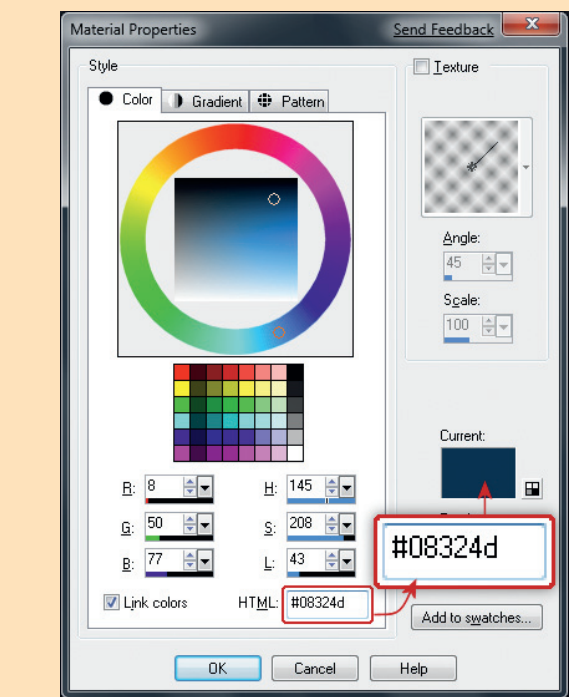 Material Properties
Send Feedback
Style
Texture
Color
Gradient
Pattern
Angle:
45
Scale:
100
Current:
R: 8
H: 145
G: 50
S: 208
B: 77
L: 43
#08324d
Link colors
HTML: #08324d
Add to swatches...
OK
Cancel
Help